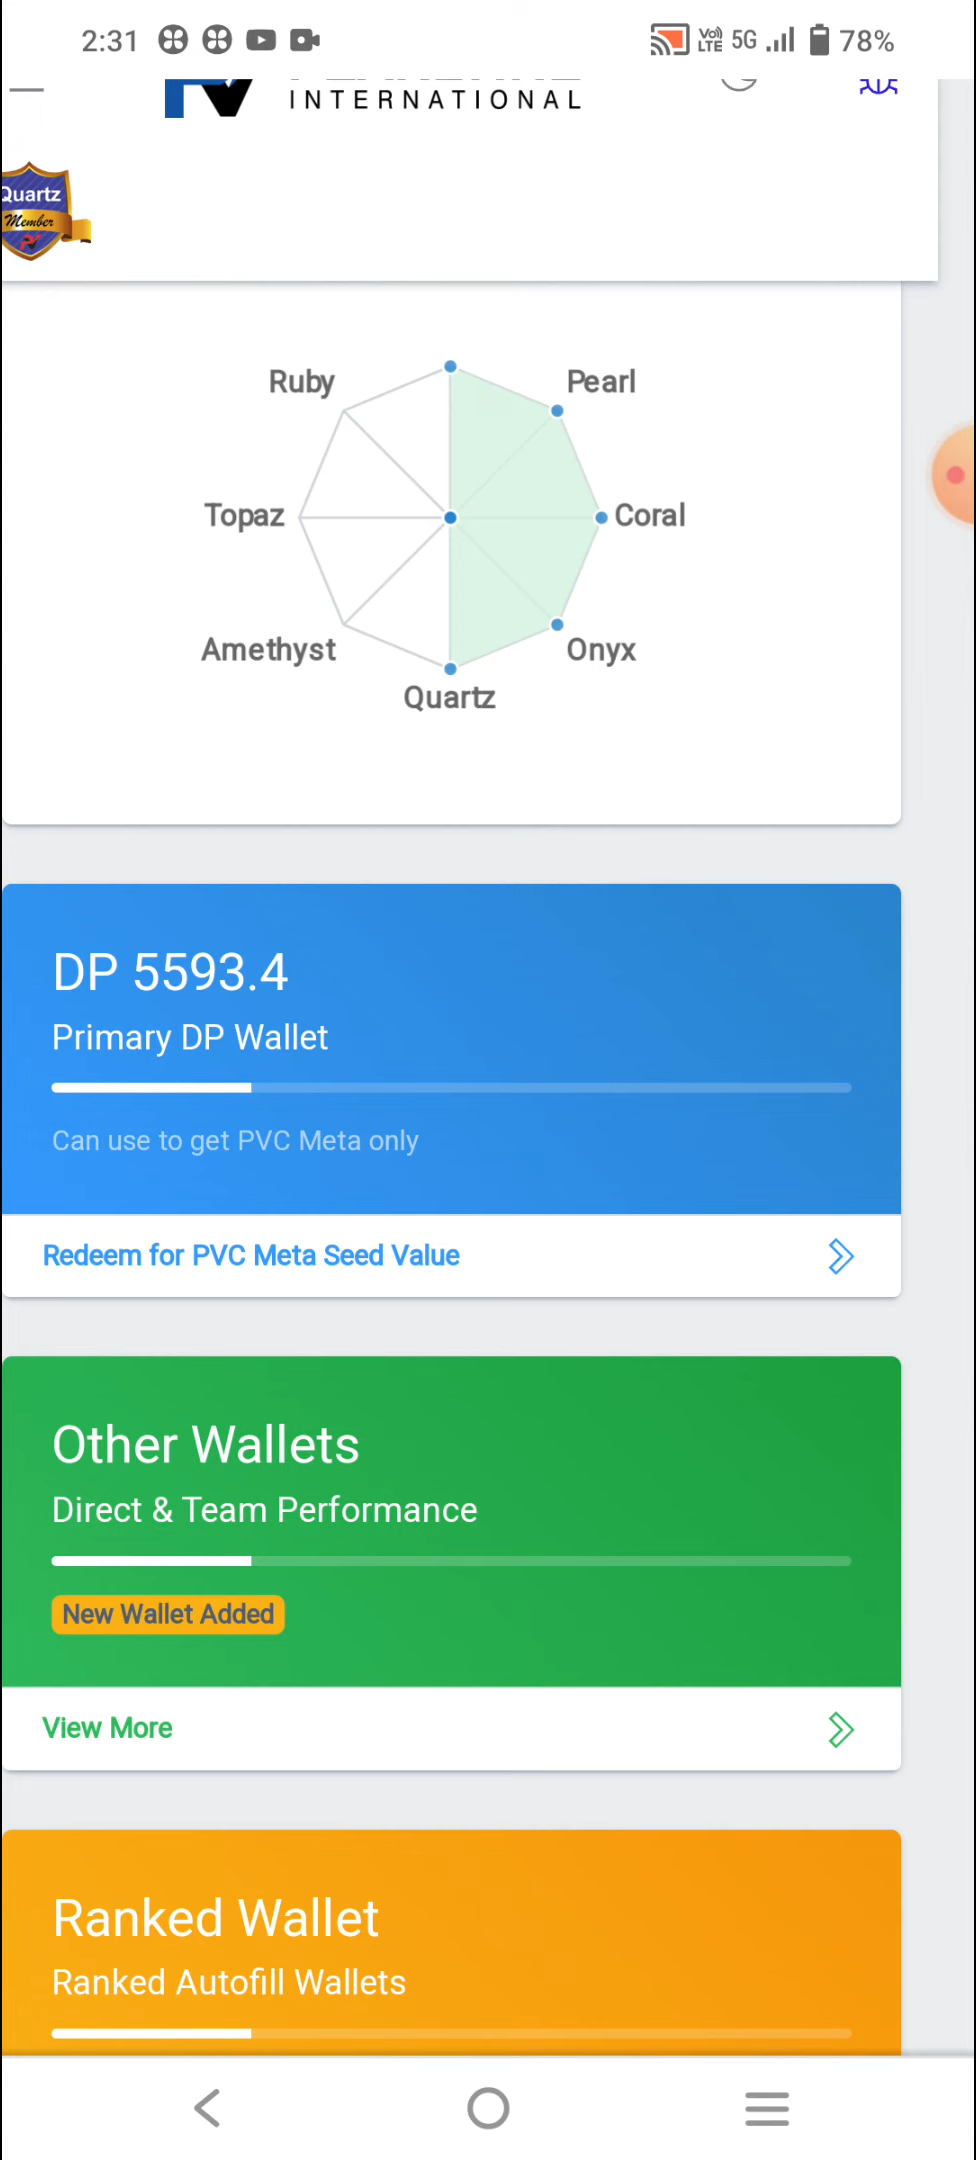 2:31
Vo)
LTE
5G
78%
INTERNATIONAL
Quartz
Member
Ruby
Pearl
Topaz
Coral
Amethyst
Onyx
Quartz
DP 5593.4
Primary DP Wallet
Can use to get PVC Meta only
Redeem for PVC Meta Seed Value
Other Wallets
Direct & Team Performance
New Wallet Added
View More
Ranked Wallet
Ranked Autofill Wallets